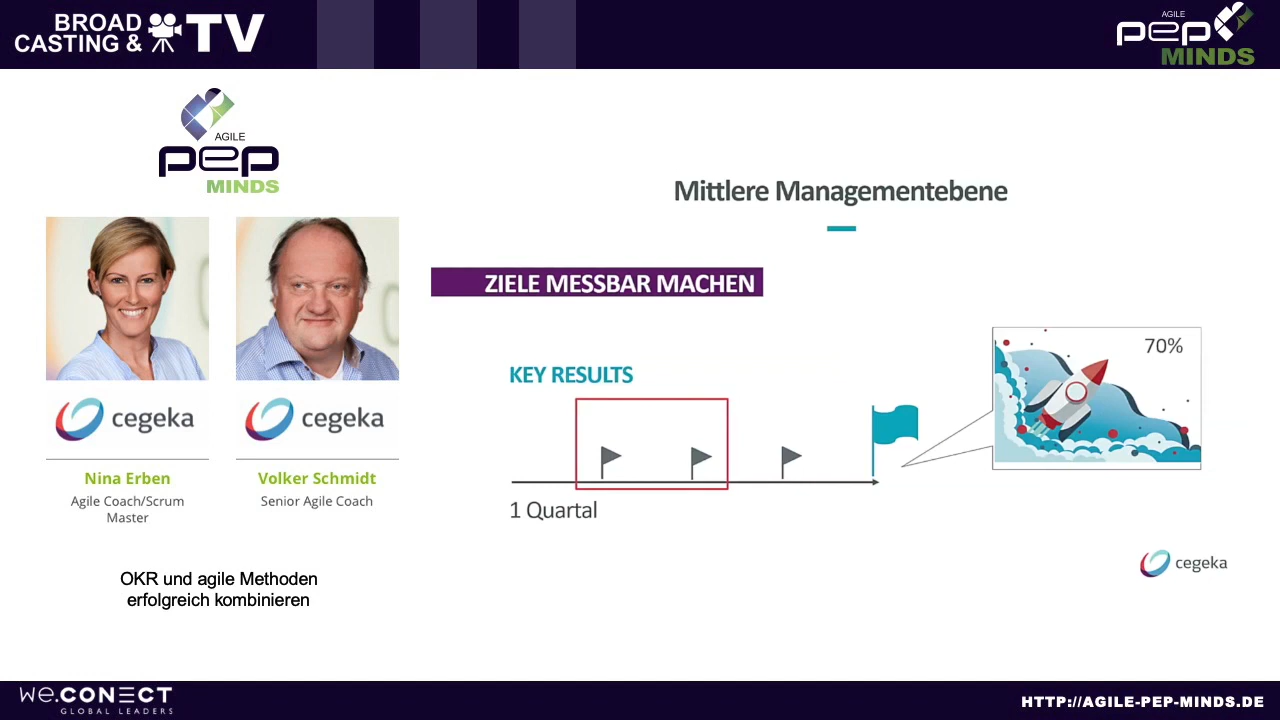 BROAD
CASTING & TV
AGILE
pep
MINDS
AGILE
pep
MINDS
Mittlere Managementebene
ZIELE MESSBAR MACHEN
70%
KEY RESULTS
1 Quartal
cegeka
cegeka
Nina Erben
Agile Coach/Scrum
Master
Volker Schmidt
Senior Agile Coach
cegeka
OKR und agile Methoden
erfolgreich kombinieren
we.CONECT
GLOBAL LEADERS
HTTP://AGILE-PEP-MINDS.DE